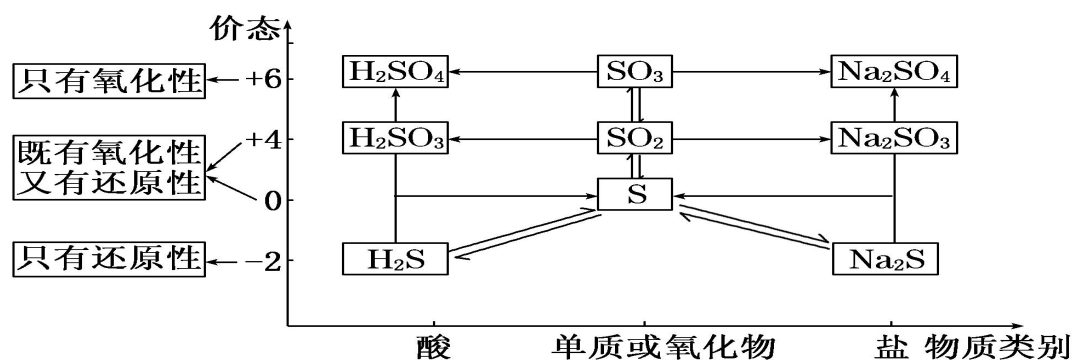 价态
只有氧化性
+6
H₂SO₄
SO₃
Na₂SO₄
既有氧化性
又有还原性
+4
H₂SO₃
SO₂
Na₂SO₃
0
S
只有还原性
−2
H₂S
Na₂S
酸
单质或氧化物
盐 物质类别